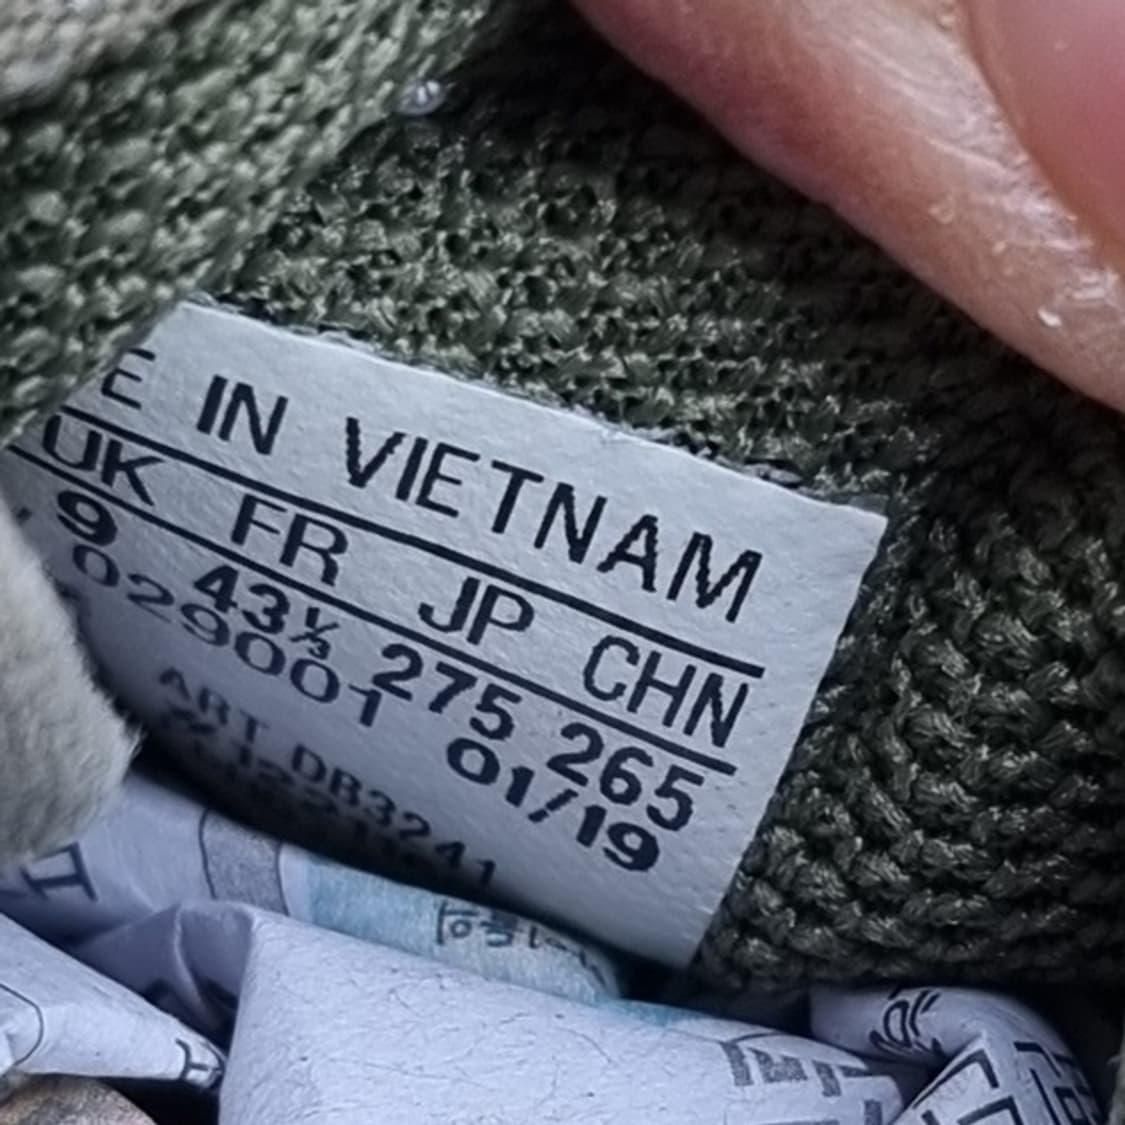 E IN VIETNAM
UK FR JP CHN
9 43⅓ 275 265
029001 01/19
ART DB3241